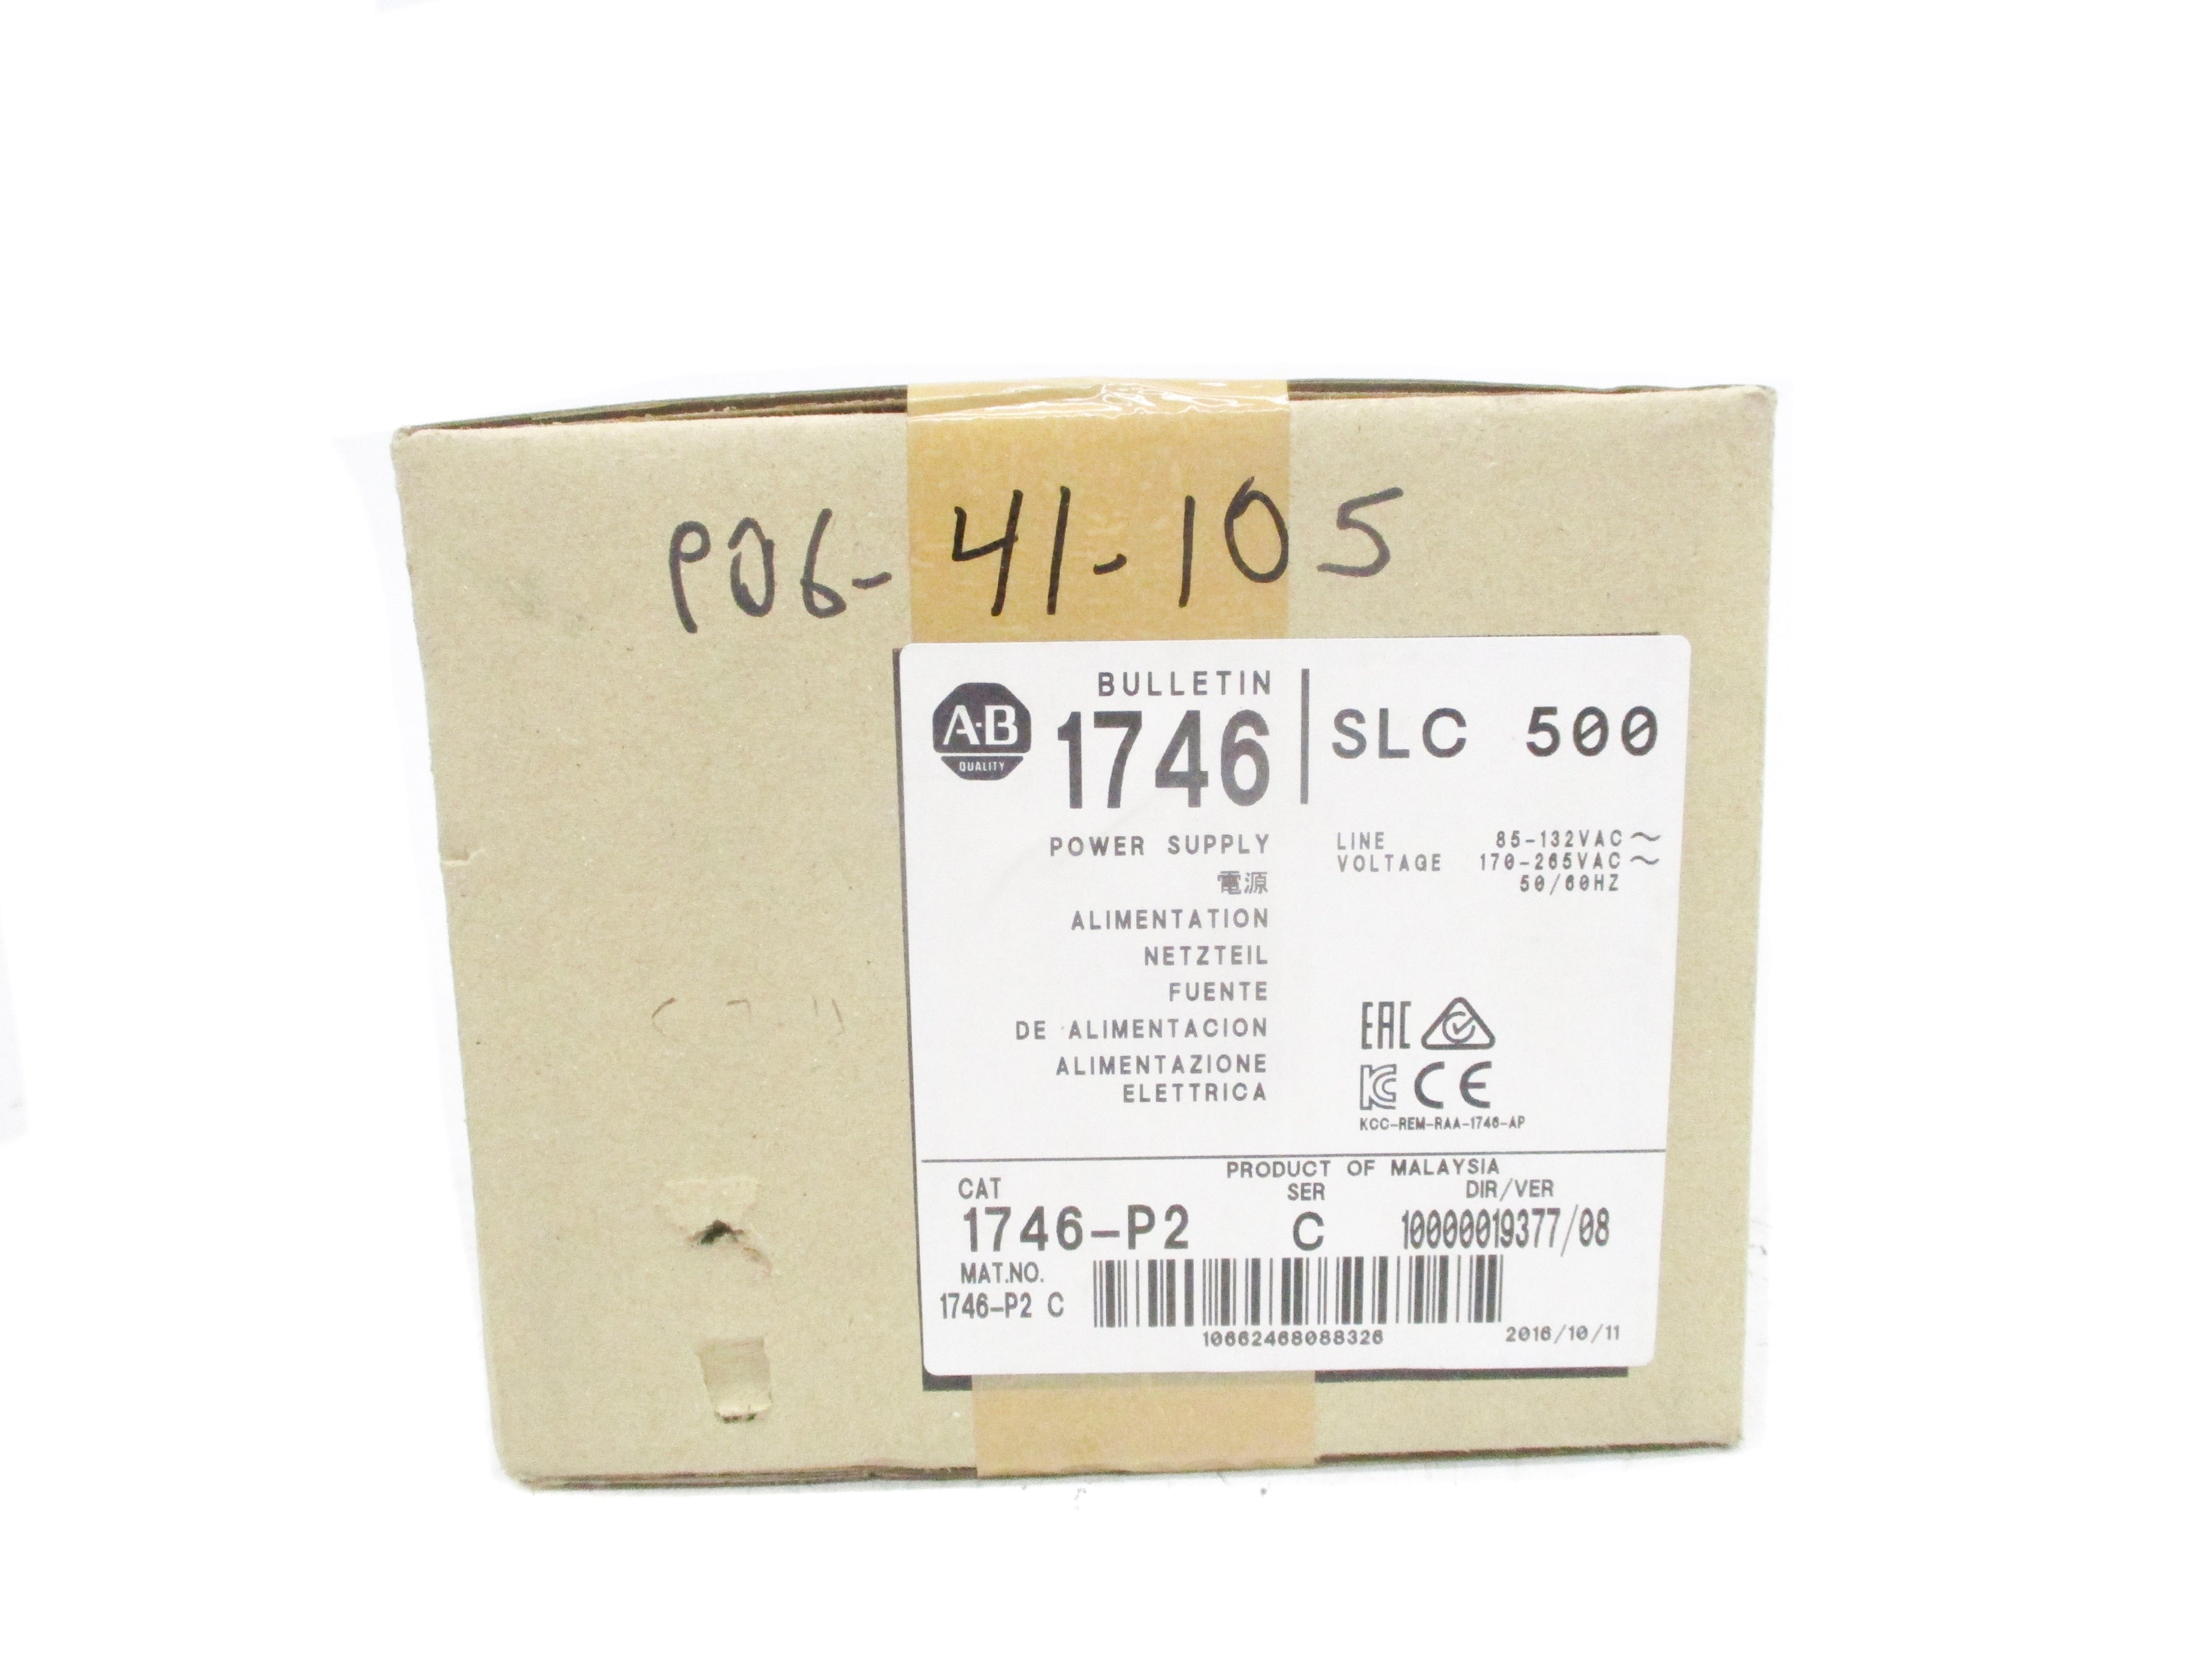 P06-41-105
A-B
QUALITY
BULLETIN
1746
SLC 500
POWER SUPPLY
電源
ALIMENTATION
NETZTEIL
FUENTE
DE ALIMENTACION
ALIMENTAZIONE
ELETTRICA
LINE 85-132VAC ~
VOLTAGE 170-265VAC ~
50/60HZ
EAC
KC CE
KCC-REM-RAA-1746-AP
PRODUCT OF MALAYSIA
CAT SER DIR/VER
1746-P2 C 10000019377/08
MAT.NO.
1746-P2 C
10662468088326 2016/10/11